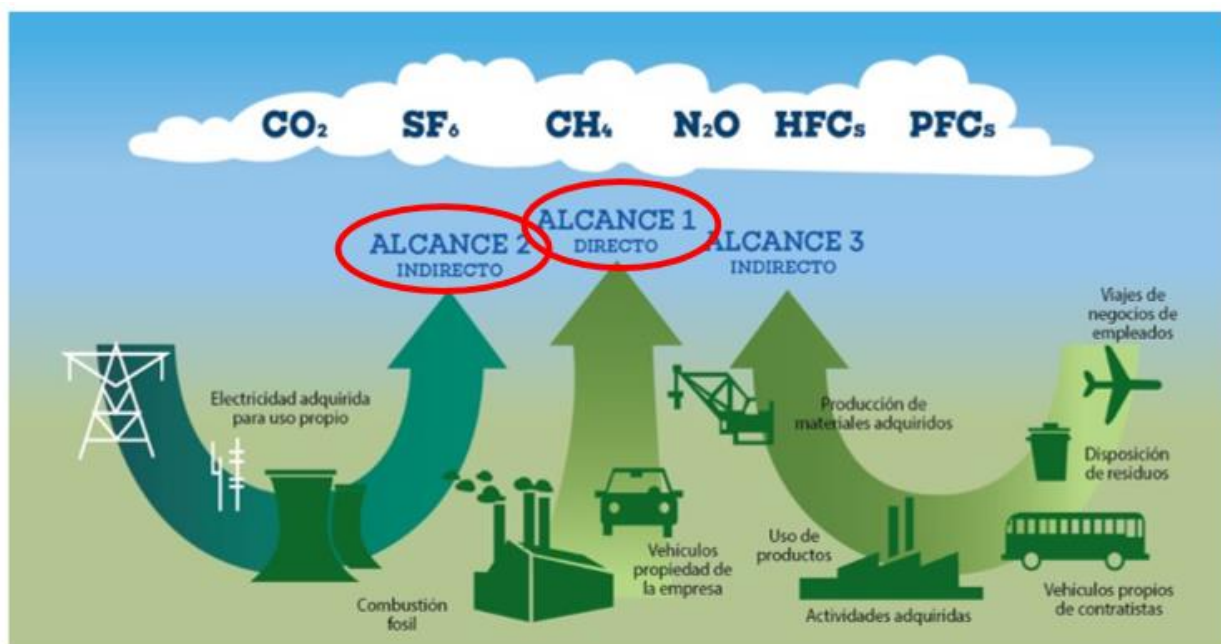 CO₂ SF₆ CH₄ N₂O HFCs PFCs
ALCANCE 2
INDIRECTO
ALCANCE 1
DIRECTO
ALCANCE 3
INDIRECTO
Electricidad adquirida
para uso propio
Combustión
fosil
Vehículos
propiedad de
la empresa
Producción de
materiales adquiridos
Uso de
productos
Actividades adquiridas
Viajes de
negocios de
empleados
Disposición
de residuos
Vehículos propios
de contratistas